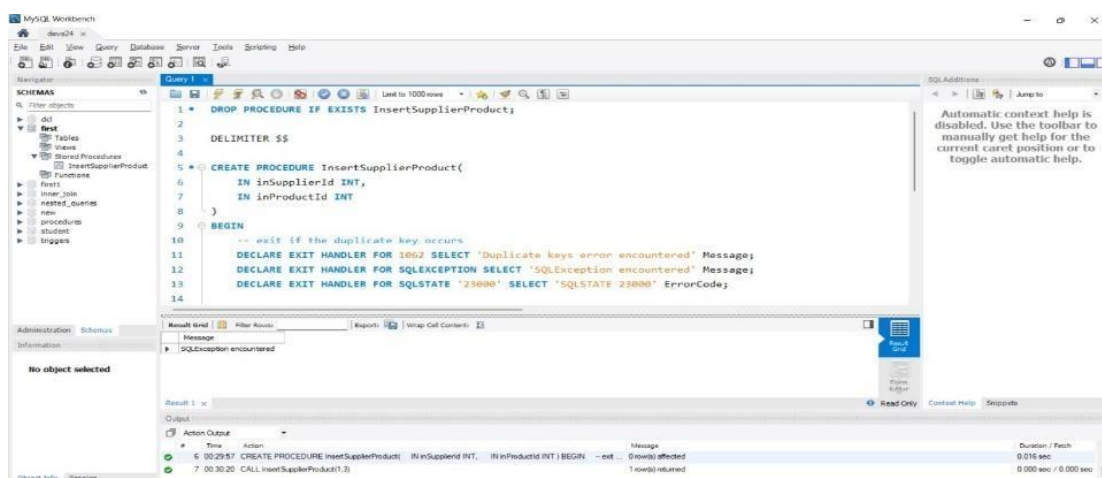 MySQL Workbench
deva24 ×
File Edit View Query Database Server Tools Scripting Help
Navigator
SCHEMAS
Filter objects
dcl
first
Tables
Views
Stored Procedures
InsertSupplierProduct
Functions
first1
inner_join
nested_queries
new
procedures
student
triggers
Administration Schemas
Information
No object selected
Object Info Session
Query 1 ×
Limit to 1000 rows
1 DROP PROCEDURE IF EXISTS InsertSupplierProduct;
2
3 DELIMITER $$
4
5 CREATE PROCEDURE InsertSupplierProduct(
6 IN inSupplierId INT,
7 IN inProductId INT
8 )
9 BEGIN
10 -- exit if the duplicate key occurs
11 DECLARE EXIT HANDLER FOR 1062 SELECT 'Duplicate keys error encountered' Message;
12 DECLARE EXIT HANDLER FOR SQLEXCEPTION SELECT 'SQLException encountered' Message;
13 DECLARE EXIT HANDLER FOR SQLSTATE '23000' SELECT 'SQLSTATE 23000' ErrorCode;
14
Result Grid Filter Rows: Export: Wrap Cell Content:
Message
SQLException encountered
Result Grid
Form Editor
Result 1 ×
Read Only
Output
Action Output
# Time Action Message Duration / Fetch
6 00:29:57 CREATE PROCEDURE InsertSupplierProduct( IN inSupplierId INT, IN inProductId INT ) BEGIN -- exit ... 0 row(s) affected 0.016 sec
7 00:30:20 CALL InsertSupplierProduct(1,3) 1 row(s) returned 0.000 sec / 0.000 sec
SQLAdditions
Jump to
Automatic context help is
disabled. Use the toolbar to
manually get help for the
current caret position or to
toggle automatic help.
Context Help Snippets